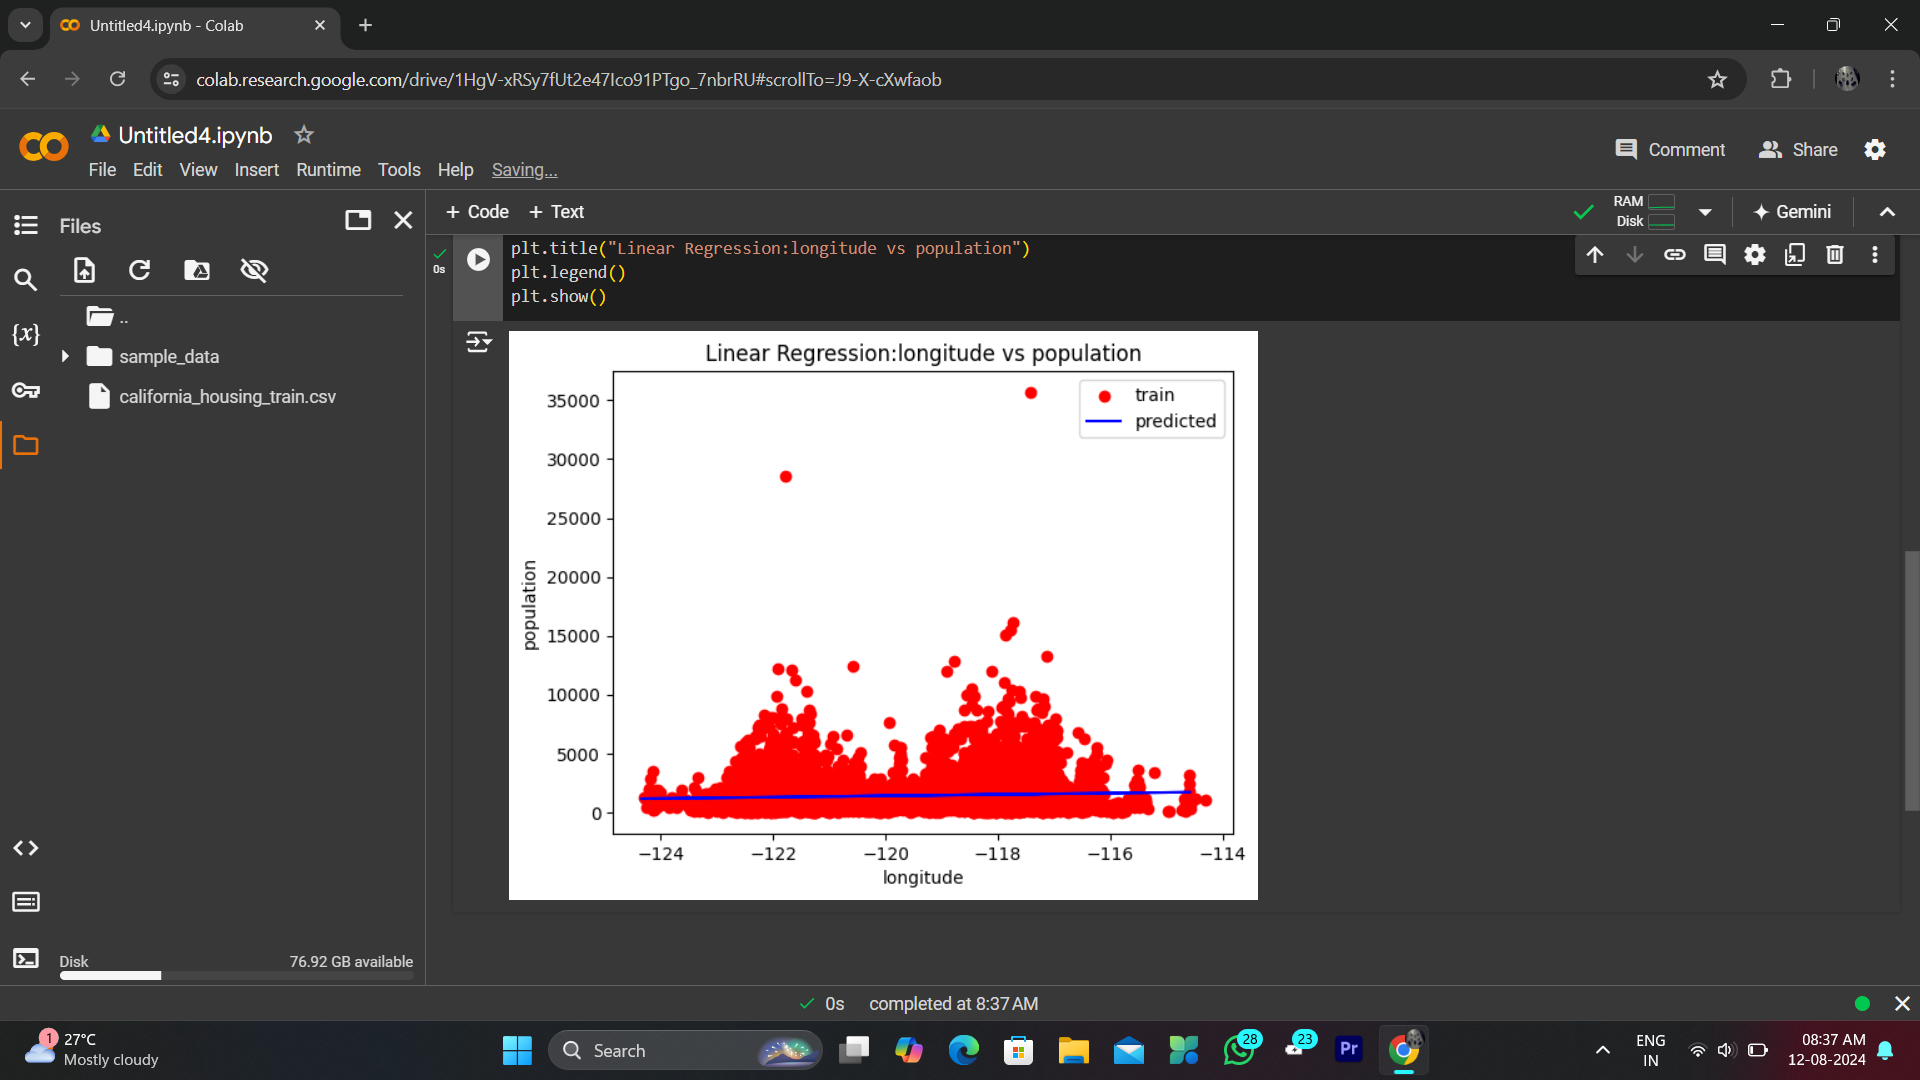 Untitled4.ipynb - Colab
colab.research.google.com/drive/1HgV-xRSy7fUt2e47Ico91PTgo_7nbrRU#scrollTo=J9-X-cXwfaob
Untitled4.ipynb
Comment
Share
File Edit View Insert Runtime Tools Help Saving...
Files
+ Code + Text
RAM
Disk
Gemini
..
sample_data
california_housing_train.csv
0s
plt.title("Linear Regression:longitude vs population")
plt.legend()
plt.show()
Linear Regression:longitude vs population
train
predicted
35000
30000
25000
20000
15000
10000
5000
0
population
−124 −122 −120 −118 −116 −114
longitude
{x}
Disk 76.92 GB available
0s completed at 8:37 AM
1
27°C
Mostly cloudy
Search
28
23
Pr
ENG
IN
08:37 AM
12-08-2024